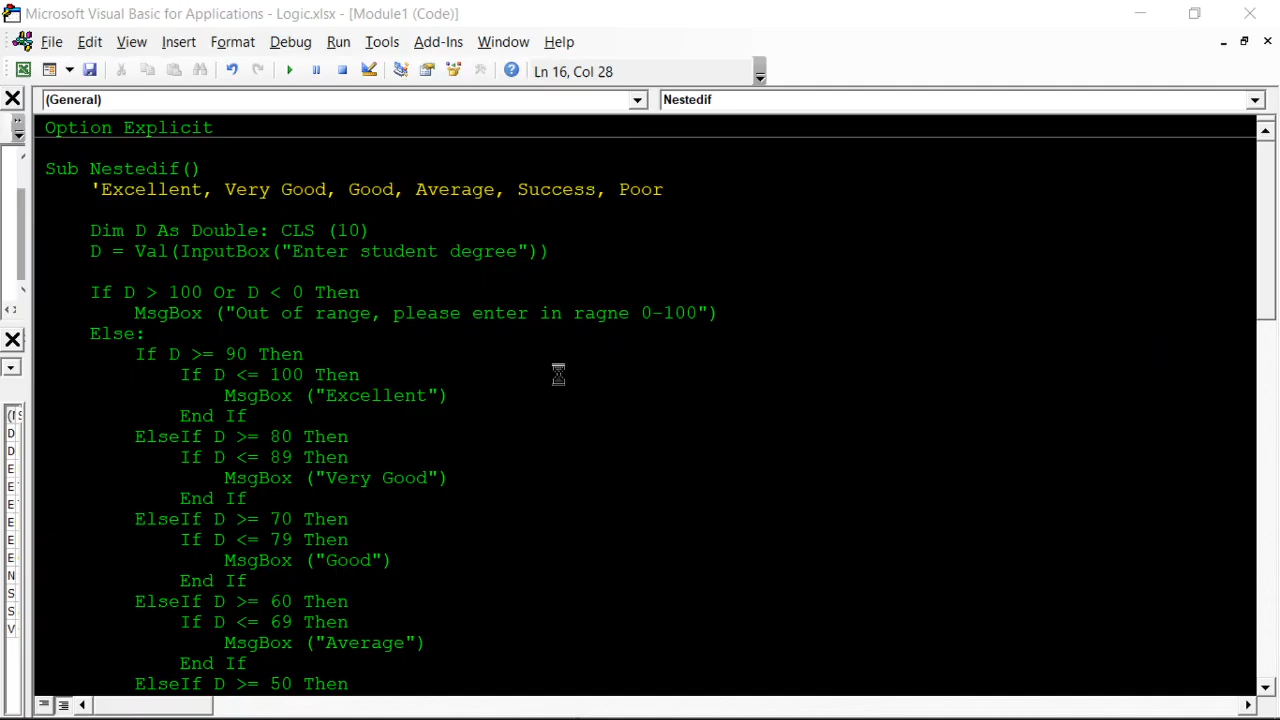 Microsoft Visual Basic for Applications - Logic.xlsx - [Module1 (Code)]
File Edit View Insert Format Debug Run Tools Add-Ins Window Help
Ln 16, Col 28
(General) Nestedif
Option Explicit
Sub Nestedif()
'Excellent, Very Good, Good, Average, Success, Poor
Dim D As Double: CLS (10)
D = Val(InputBox("Enter student degree"))
If D > 100 Or D < 0 Then
MsgBox ("Out of range, please enter in ragne 0-100")
Else:
If D >= 90 Then
If D <= 100 Then
MsgBox ("Excellent")
End If
ElseIf D >= 80 Then
If D <= 89 Then
MsgBox ("Very Good")
End If
ElseIf D >= 70 Then
If D <= 79 Then
MsgBox ("Good")
End If
ElseIf D >= 60 Then
If D <= 69 Then
MsgBox ("Average")
End If
ElseIf D >= 50 Then